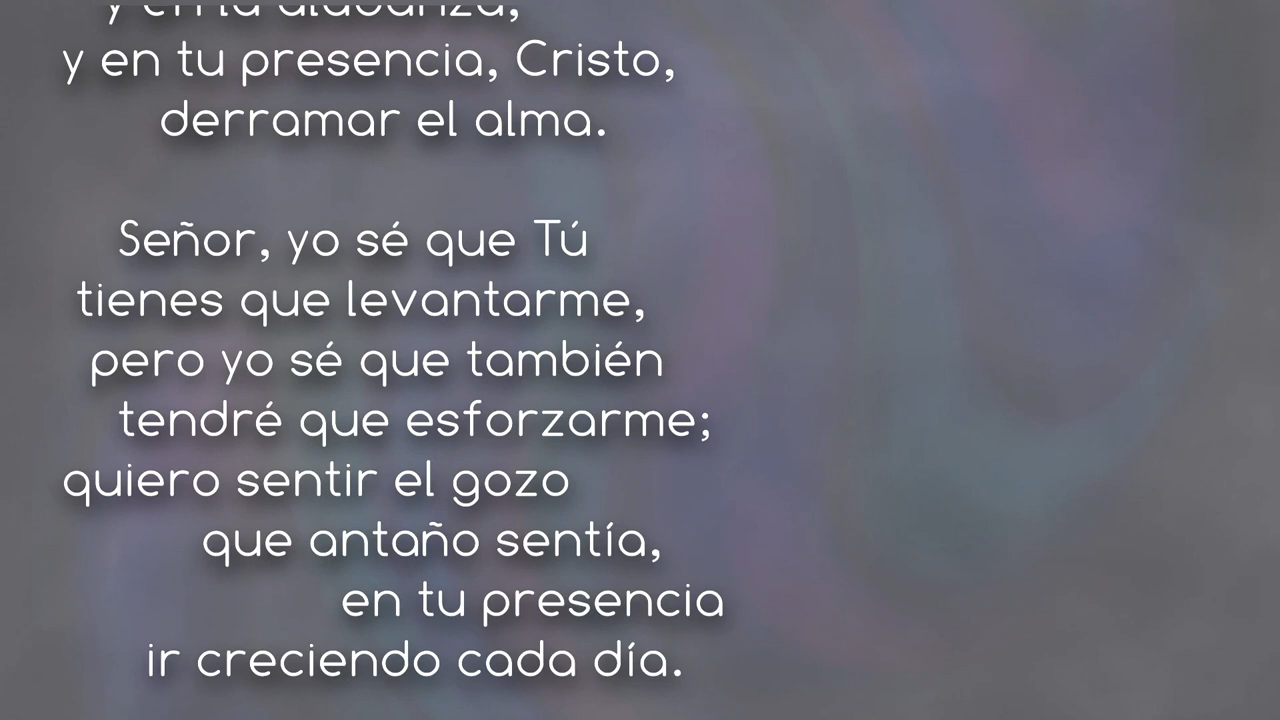 y en tu alabanza,
y en tu presencia, Cristo,
derramar el alma.
Señor, yo sé que Tú
tienes que levantarme,
pero yo sé que también
tendré que esforzarme;
quiero sentir el gozo
que antaño sentía,
en tu presencia
ir creciendo cada día.